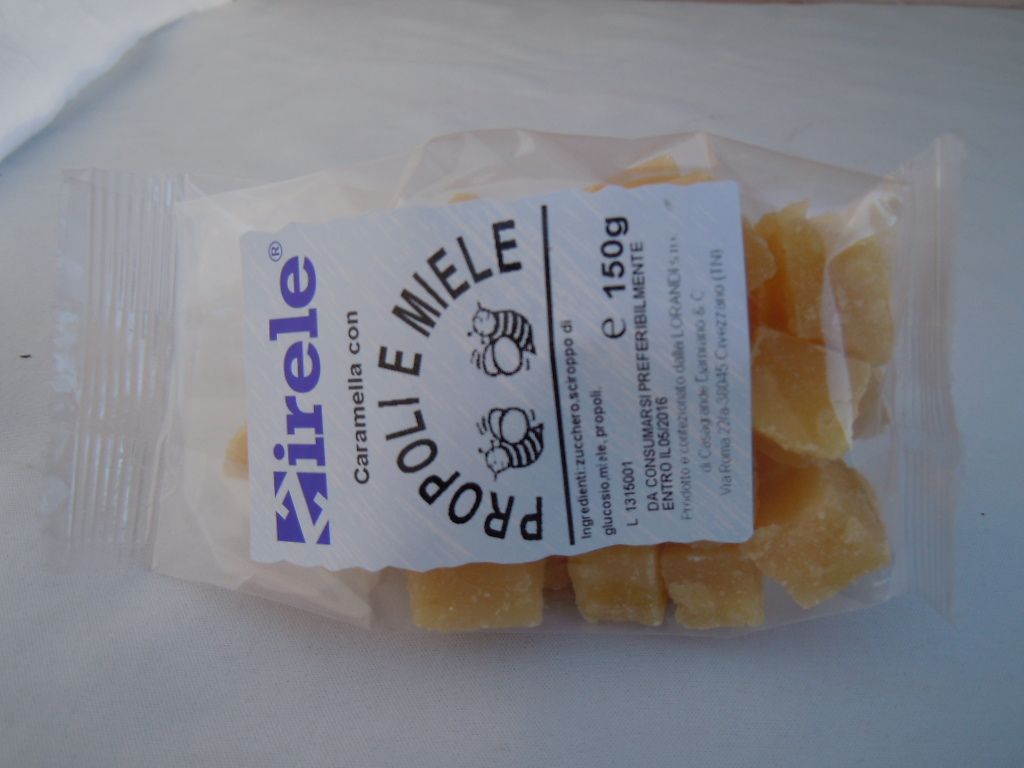 Zirele®
Caramella con
PROPOLI E MIELE
Ingredienti:zucchero,sciroppo di
glucosio,miele,propoli.
e 150g
L 1315001
DA CONSUMARSI PREFERIBILMENTE
ENTRO IL 05/2016
Prodotto e confezionato dalla LORANDI s.n.c.
di Casagrande Damiano & C.
Via Roma 22/a-38045 Civezzano (TN)